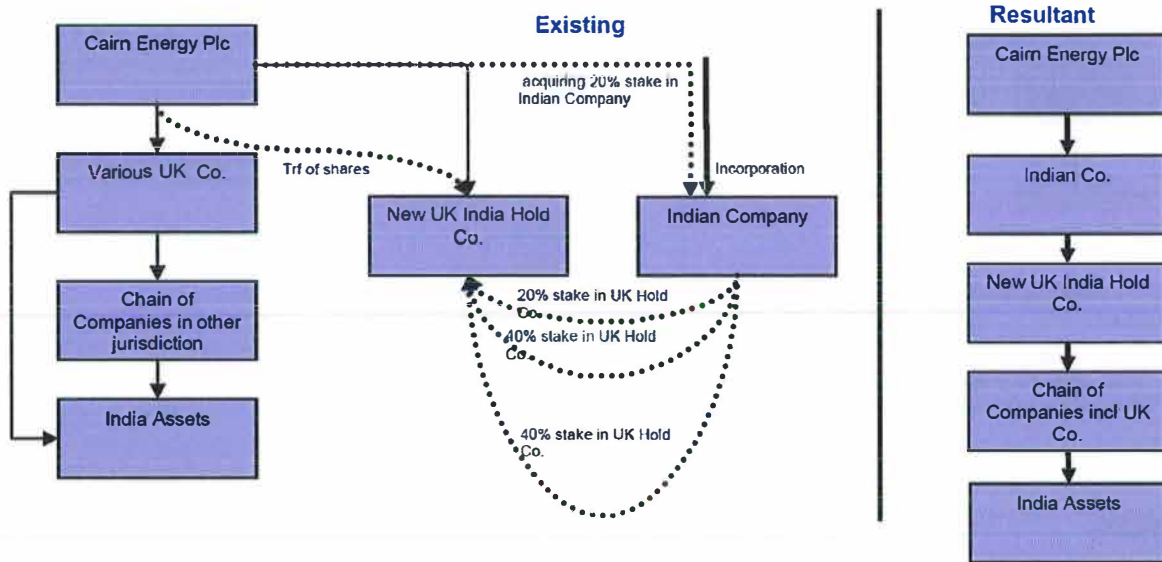 Existing
Resultant
Cairn Energy Plc
acquiring 20% stake in
Indian Company
Trf of shares
Incorporation
Various UK Co.
New UK India Hold
Co.
Indian Company
Chain of
Companies in other
jurisdiction
20% stake in UK Hold
Co.
40% stake in UK Hold
Co.
India Assets
40% stake in UK Hold
Co.
Cairn Energy Plc
Indian Co.
New UK India Hold
Co.
Chain of
Companies incl UK
Co.
India Assets